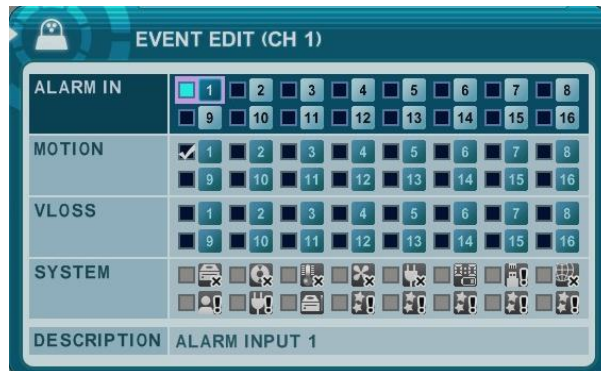 EVENT EDIT (CH 1)
ALARM IN 1 2 3 4 5 6 7 8
9 10 11 12 13 14 15 16
MOTION 1 2 3 4 5 6 7 8
9 10 11 12 13 14 15 16
VLOSS 1 2 3 4 5 6 7 8
9 10 11 12 13 14 15 16
SYSTEM
DESCRIPTION ALARM INPUT 1